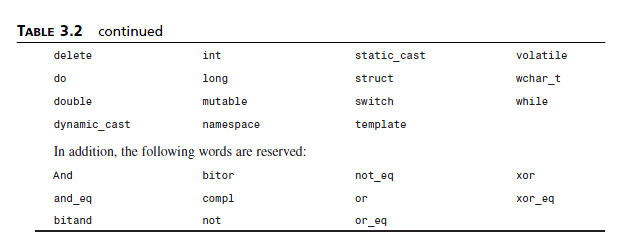 TABLE 3.2 continued
delete int static_cast volatile
do long struct wchar_t
double mutable switch while
dynamic_cast namespace template
In addition, the following words are reserved:
And bitor not_eq xor
and_eq compl or xor_eq
bitand not or_eq